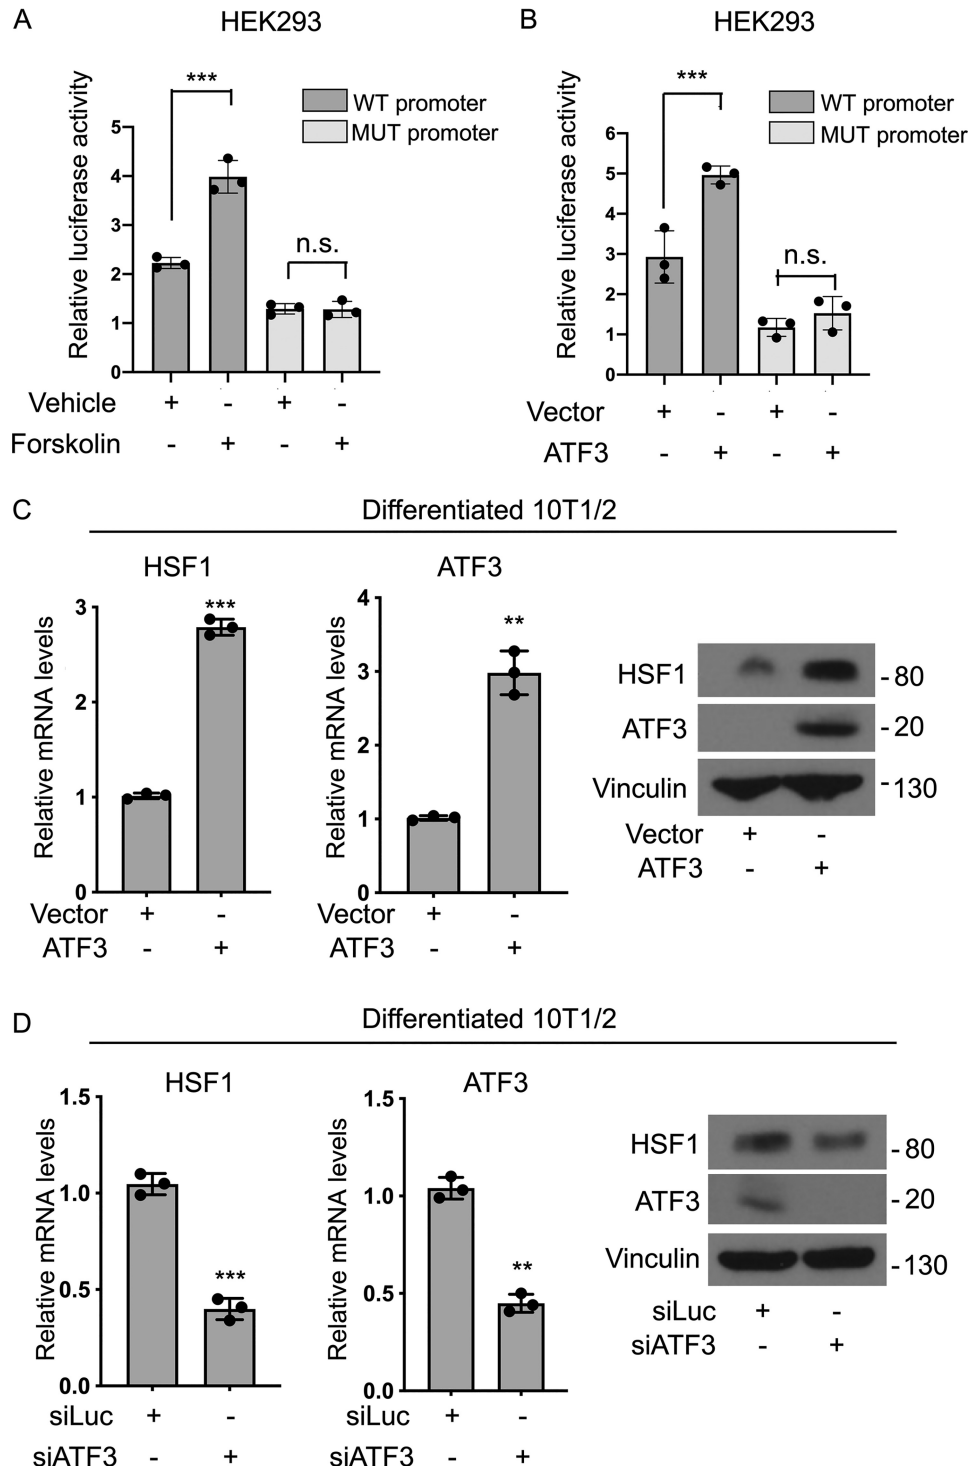 A
HEK293
Relative luciferase activity
***
WT promoter
MUT promoter
5
4
3
2
1
0
n.s.
Vehicle + - + -
Forskolin - + - +
B
HEK293
Relative luciferase activity
***
WT promoter
MUT promoter
6
5
4
3
2
1
0
n.s.
Vector + - + -
ATF3 - + - +
C
Differentiated 10T1/2
HSF1
Relative mRNA levels
3
2
1
0
***
Vector + -
ATF3 - +
ATF3
Relative mRNA levels
4
3
2
1
0
**
Vector + -
ATF3 - +
HSF1 -80
ATF3 -20
Vinculin -130
Vector + -
ATF3 - +
D
Differentiated 10T1/2
HSF1
Relative mRNA levels
1.5
1.0
0.5
0.0
***
siLuc + -
siATF3 - +
ATF3
Relative mRNA levels
1.5
1.0
0.5
0.0
**
siLuc + -
siATF3 - +
HSF1 -80
ATF3 -20
Vinculin -130
siLuc + -
siATF3 - +